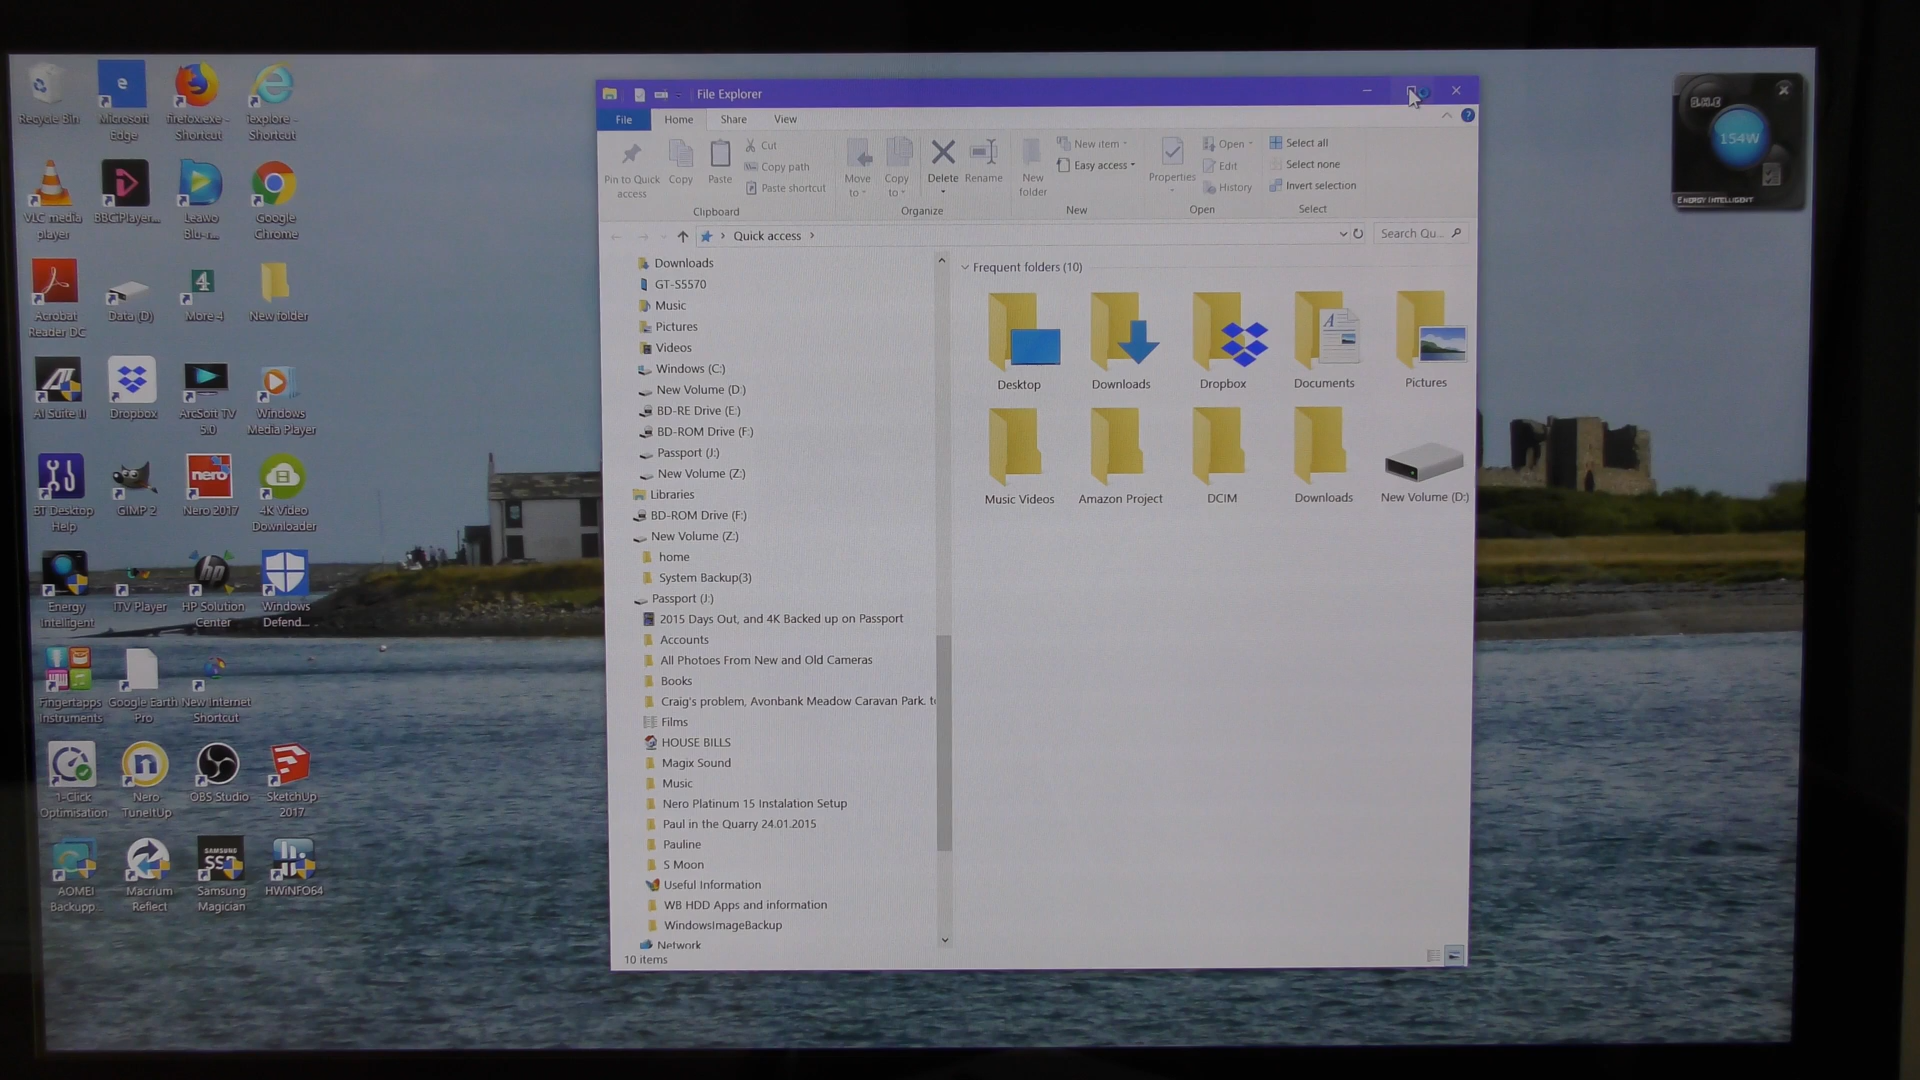 Recycle Bin
Microsoft Edge
firefox.exe - Shortcut
iexplore - Shortcut
VLC media player
BBC iPlayer...
Leawo Blu-r...
Google Chrome
Acrobat Reader DC
Data (D)
4
More 4
New folder
AI Suite II
Dropbox
ArcSoft TV 5.0
Windows Media Player
BT Desktop Help
GIMP 2
nero
Nero 2017
4K Video Downloader
Energy Intelligent
ITV Player
hp
HP Solution Center
Windows Defend...
Fingertapps Instruments
Google Earth Pro
New Internet Shortcut
1-Click Optimisation
n
Nero TuneItUp
OBS Studio
SketchUp 2017
AOMEI Backupp...
Macrium Reflect
SAMSUNG
Samsung Magician
HWiNFO64
File Explorer
File Home Share View
Pin to Quick access
Copy
Paste
Cut
Copy path
Paste shortcut
Clipboard
Move to
Copy to
Delete
Rename
Organize
New folder
New item
Easy access
New
Properties
Open
Edit
History
Open
Select all
Select none
Invert selection
Select
Quick access
Search Qu...
Downloads
GT-S5570
Music
Pictures
Videos
Windows (C:)
New Volume (D:)
BD-RE Drive (E:)
BD-ROM Drive (F:)
Passport (J:)
New Volume (Z:)
Libraries
BD-ROM Drive (F:)
New Volume (Z:)
home
System Backup(3)
Passport (J:)
2015 Days Out, and 4K Backed up on Passport
Accounts
All Photoes From New and Old Cameras
Books
Craig's problem, Avonbank Meadow Caravan Park. t
Films
HOUSE BILLS
Magix Sound
Music
Nero Platinum 15 Instalation Setup
Paul in the Quarry 24.01.2015
Pauline
S Moon
Useful Information
WB HDD Apps and information
WindowsImageBackup
Network
10 items
Frequent folders (10)
Desktop
Downloads
Dropbox
Documents
Pictures
Music Videos
Amazon Project
DCIM
Downloads
New Volume (D:)
154W
ENERGY INTELLIGENT